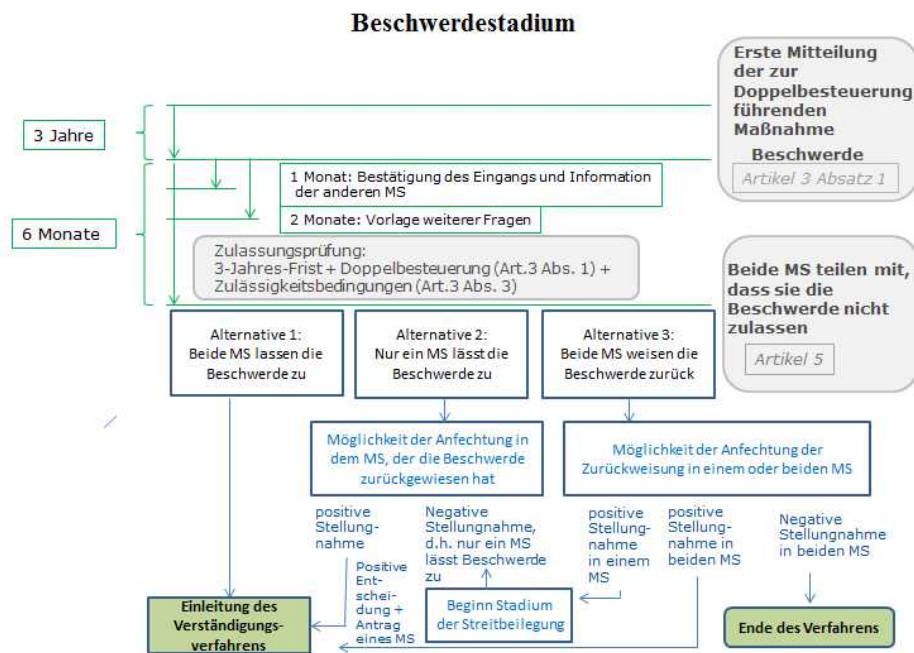 Beschwerdestadium
Erste Mitteilung
der zur
Doppelbesteuerung
führenden
Maßnahme
Beschwerde
Artikel 3 Absatz 1
3 Jahre
1 Monat: Bestätigung des Eingangs und Information
der anderen MS
2 Monate: Vorlage weiterer Fragen
6 Monate
Zulassungsprüfung:
3-Jahres-Frist + Doppelbesteuerung (Art.3 Abs. 1) +
Zulässigkeitsbedingungen (Art.3 Abs. 3)
Beide MS teilen mit,
dass sie die
Beschwerde nicht
zulassen
Artikel 5
Alternative 1:
Beide MS lassen die
Beschwerde zu
Alternative 2:
Nur ein MS lässt die
Beschwerde zu
Alternative 3:
Beide MS weisen die
Beschwerde zurück
Möglichkeit der Anfechtung in
dem MS, der die Beschwerde
zurückgewiesen hat
Möglichkeit der Anfechtung der
Zurückweisung in einem oder beiden MS
positive
Stellung-
nahme
Negative
Stellungnahme,
d.h. nur ein MS
lässt Beschwerde
zu
positive
Stellung-
nahme
in einem
MS
positive
Stellung-
nahme in
beiden MS
Negative
Stellungnahme
in beiden MS
Positive
Ent-
scheidung +
Antrag
eines MS
Einleitung des
Verständigungs-
verfahrens
Beginn Stadium
der Streitbeilegung
Ende des Verfahrens